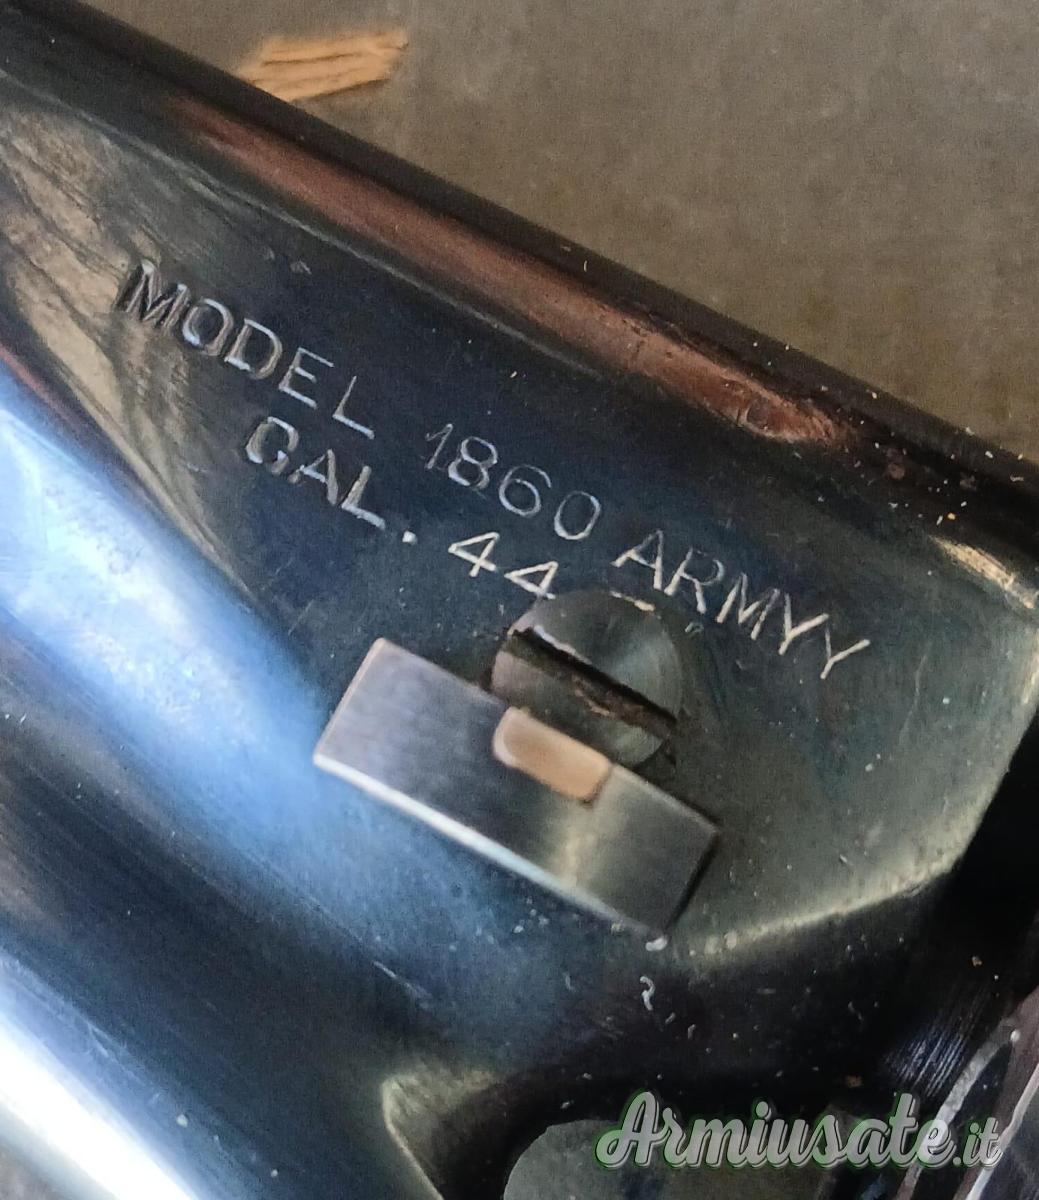 MODEL 1860 ARMYY
CAL. 44
Armiusate.it